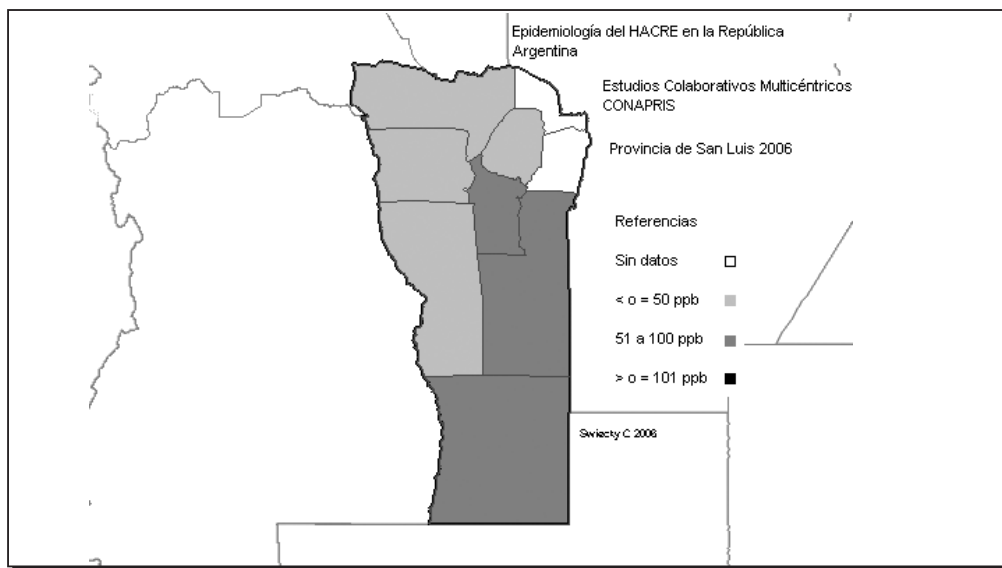 Epidemiología del HACRE en la República
Argentina
Estudios Colaborativos Multicéntricos
CONAPRIS
Provincia de San Luis 2006
Referencias
Sin datos
< o = 50 ppb
51 a 100 ppb
> o = 101 ppb
Swiecky C 2006